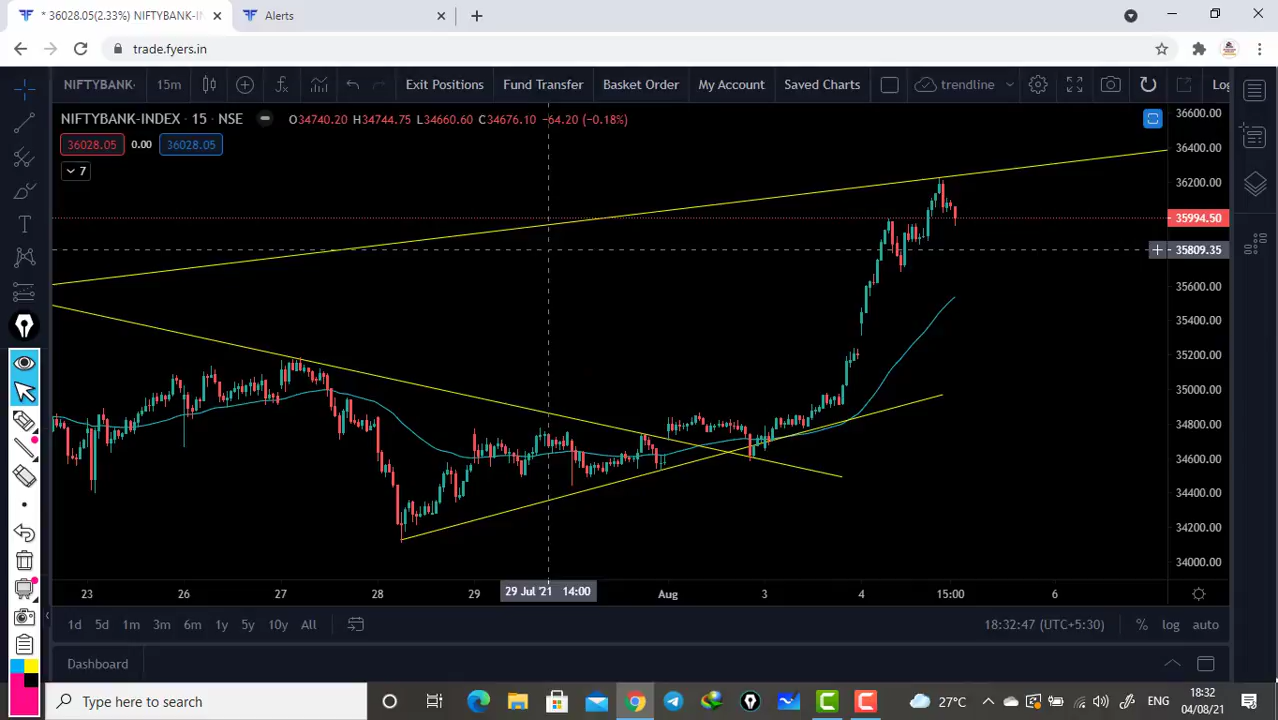 * 36028.05(2.33%) NIFTYBANK-IN
Alerts
trade.fyers.in
NIFTYBANK-
15m
Exit Positions
Fund Transfer
Basket Order
My Account
Saved Charts
trendline
Log
NIFTYBANK-INDEX · 15 · NSE
O34740.20 H34744.75 L34660.60 C34676.10 -64.20 (-0.18%)
36028.05 0.00 36028.05
7
36600.00
36400.00
36200.00
35994.50
35809.35
35600.00
35400.00
35200.00
35000.00
34800.00
34600.00
34400.00
34200.00
34000.00
23 26 27 28 29 29 Jul '21 14:00 Aug 3 4 15:00 6
1d 5d 1m 3m 6m 1y 5y 10y All
18:32:47 (UTC+5:30) % log auto
Dashboard
Type here to search
27°C
ENG
18:32
04/08/21